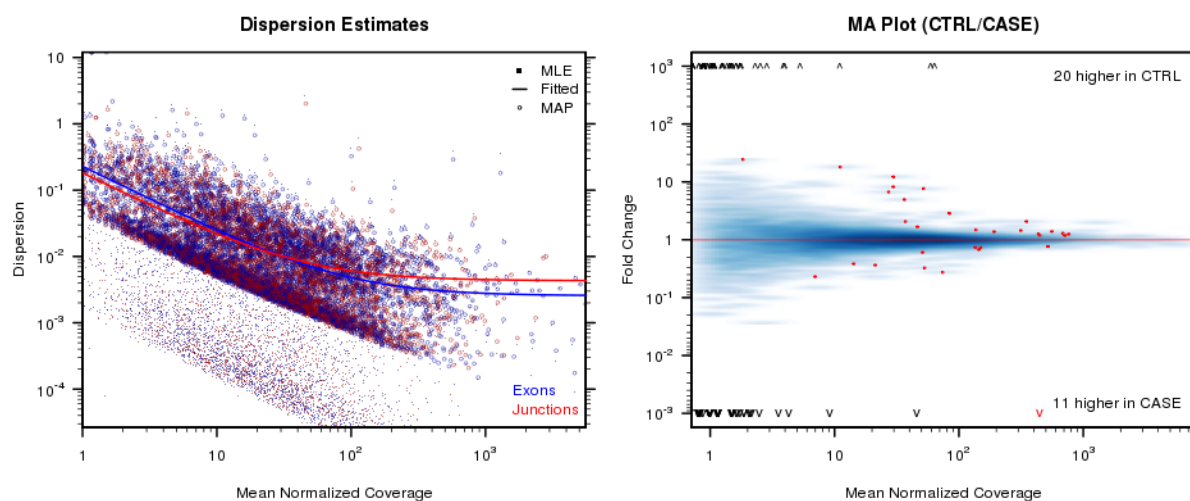 Dispersion Estimates
10
1
10⁻¹
10⁻²
10⁻³
10⁻⁴
Dispersion
MLE
Fitted
MAP
Exons
Junctions
1
10
10²
10³
Mean Normalized Coverage
MA Plot (CTRL/CASE)
10³
10²
10
1
10⁻¹
10⁻²
10⁻³
Fold Change
20 higher in CTRL
11 higher in CASE
1
10
10²
10³
Mean Normalized Coverage